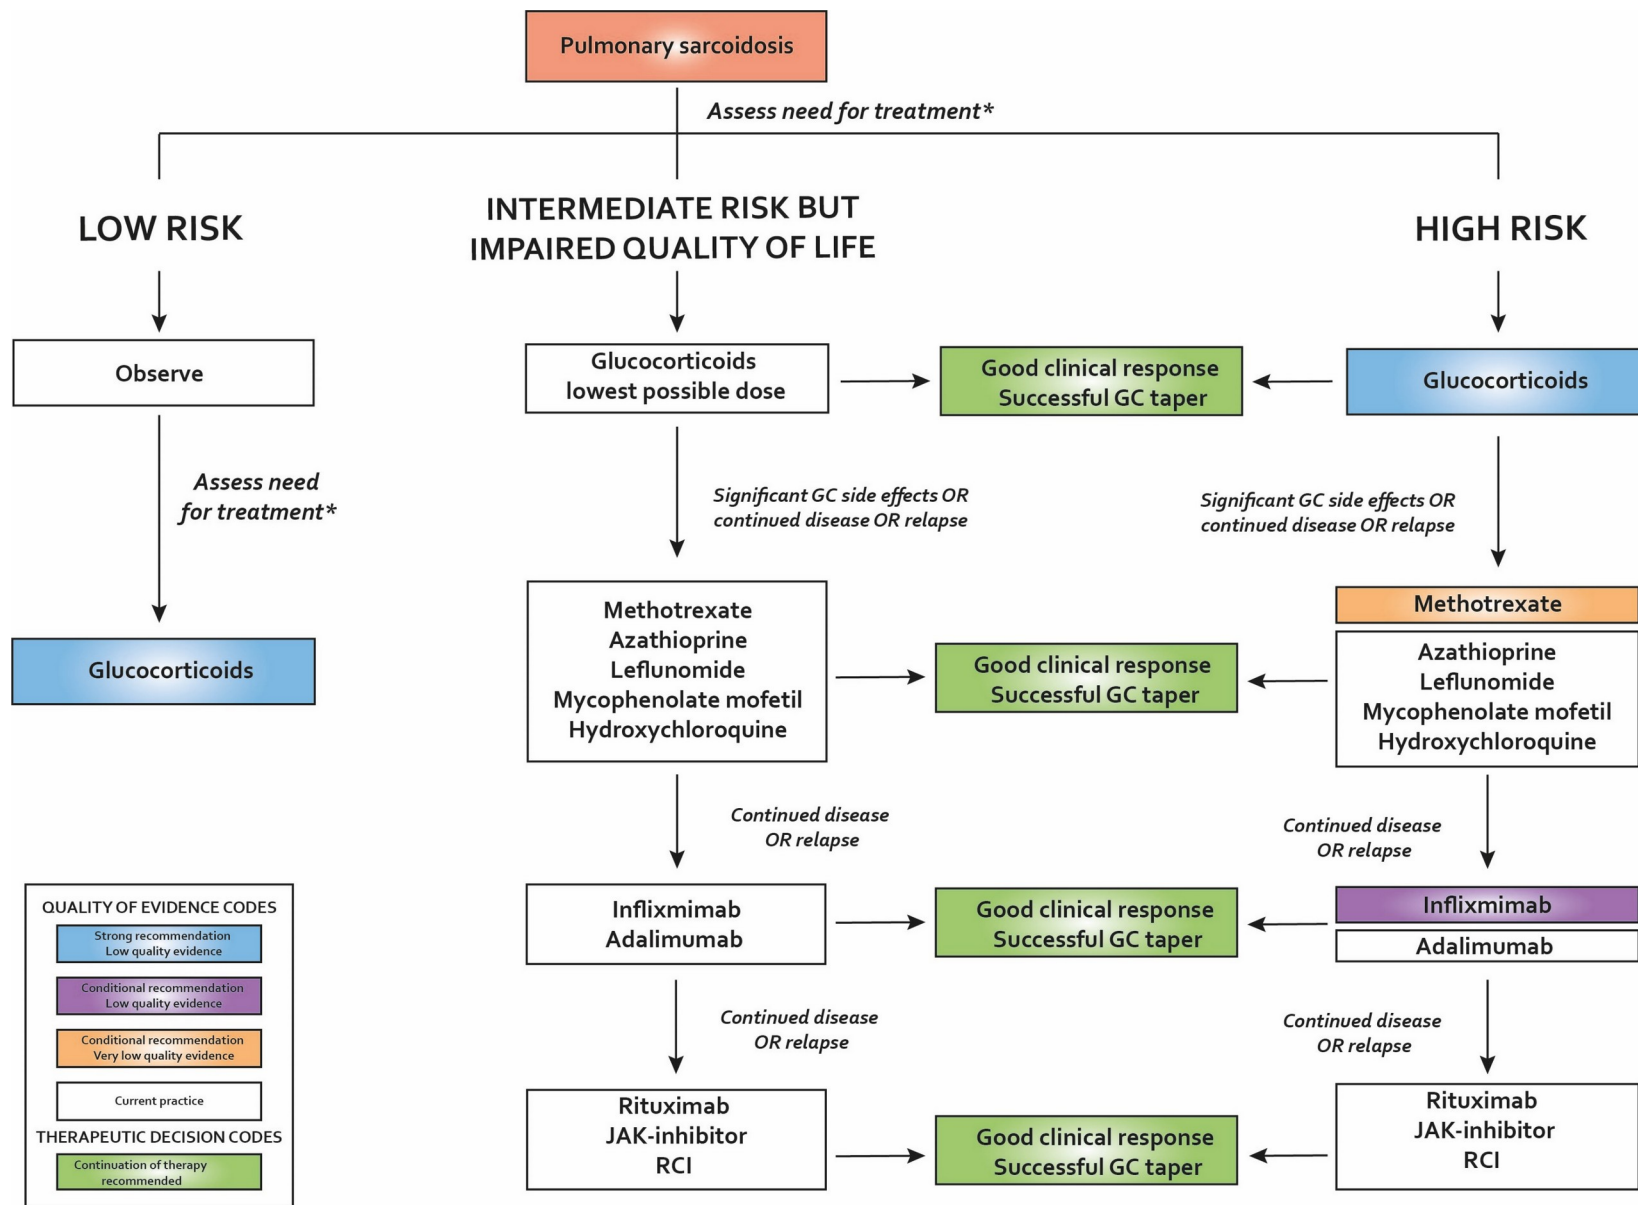 Pulmonary sarcoidosis
Assess need for treatment*
LOW RISK
INTERMEDIATE RISK BUT
IMPAIRED QUALITY OF LIFE
HIGH RISK
Observe
Glucocorticoids
lowest possible dose
Good clinical response
Successful GC taper
Glucocorticoids
Assess need
for treatment*
Significant GC side effects OR
continued disease OR relapse
Significant GC side effects OR
continued disease OR relapse
Glucocorticoids
Methotrexate
Azathioprine
Leflunomide
Mycophenolate mofetil
Hydroxychloroquine
Good clinical response
Successful GC taper
Methotrexate
Azathioprine
Leflunomide
Mycophenolate mofetil
Hydroxychloroquine
Continued disease
OR relapse
Continued disease
OR relapse
Inflixmimab
Adalimumab
Good clinical response
Successful GC taper
Inflixmimab
Adalimumab
Continued disease
OR relapse
Continued disease
OR relapse
Rituximab
JAK-inhibitor
RCI
Good clinical response
Successful GC taper
Rituximab
JAK-inhibitor
RCI
QUALITY OF EVIDENCE CODES
Strong recommendation
Low quality evidence
Conditional recommendation
Low quality evidence
Conditional recommendation
Very low quality evidence
Current practice
THERAPEUTIC DECISION CODES
Continuation of therapy
recommended